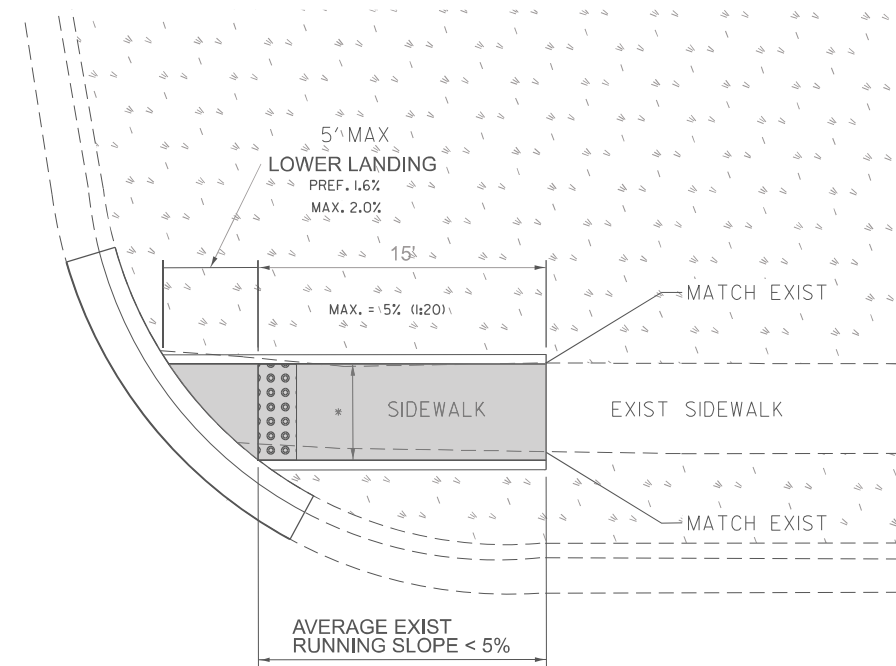 5' MAX
LOWER LANDING
PREF. 1.6%
MAX. 2.0%
15'
MAX. = 5% (1:20)
MATCH EXIST
* SIDEWALK
EXIST SIDEWALK
MATCH EXIST
AVERAGE EXIST
RUNNING SLOPE < 5%